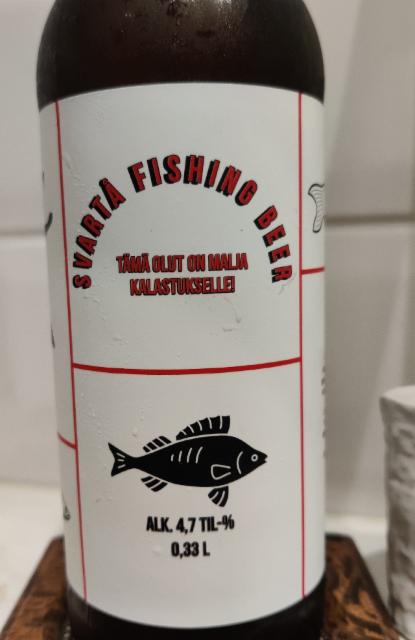 SVARTÅ FISHING BEER
TÄMÄ OLUT ON MALJA
KALASTUKSELLE!
ALK. 4,7 TIL-%
0,33 L